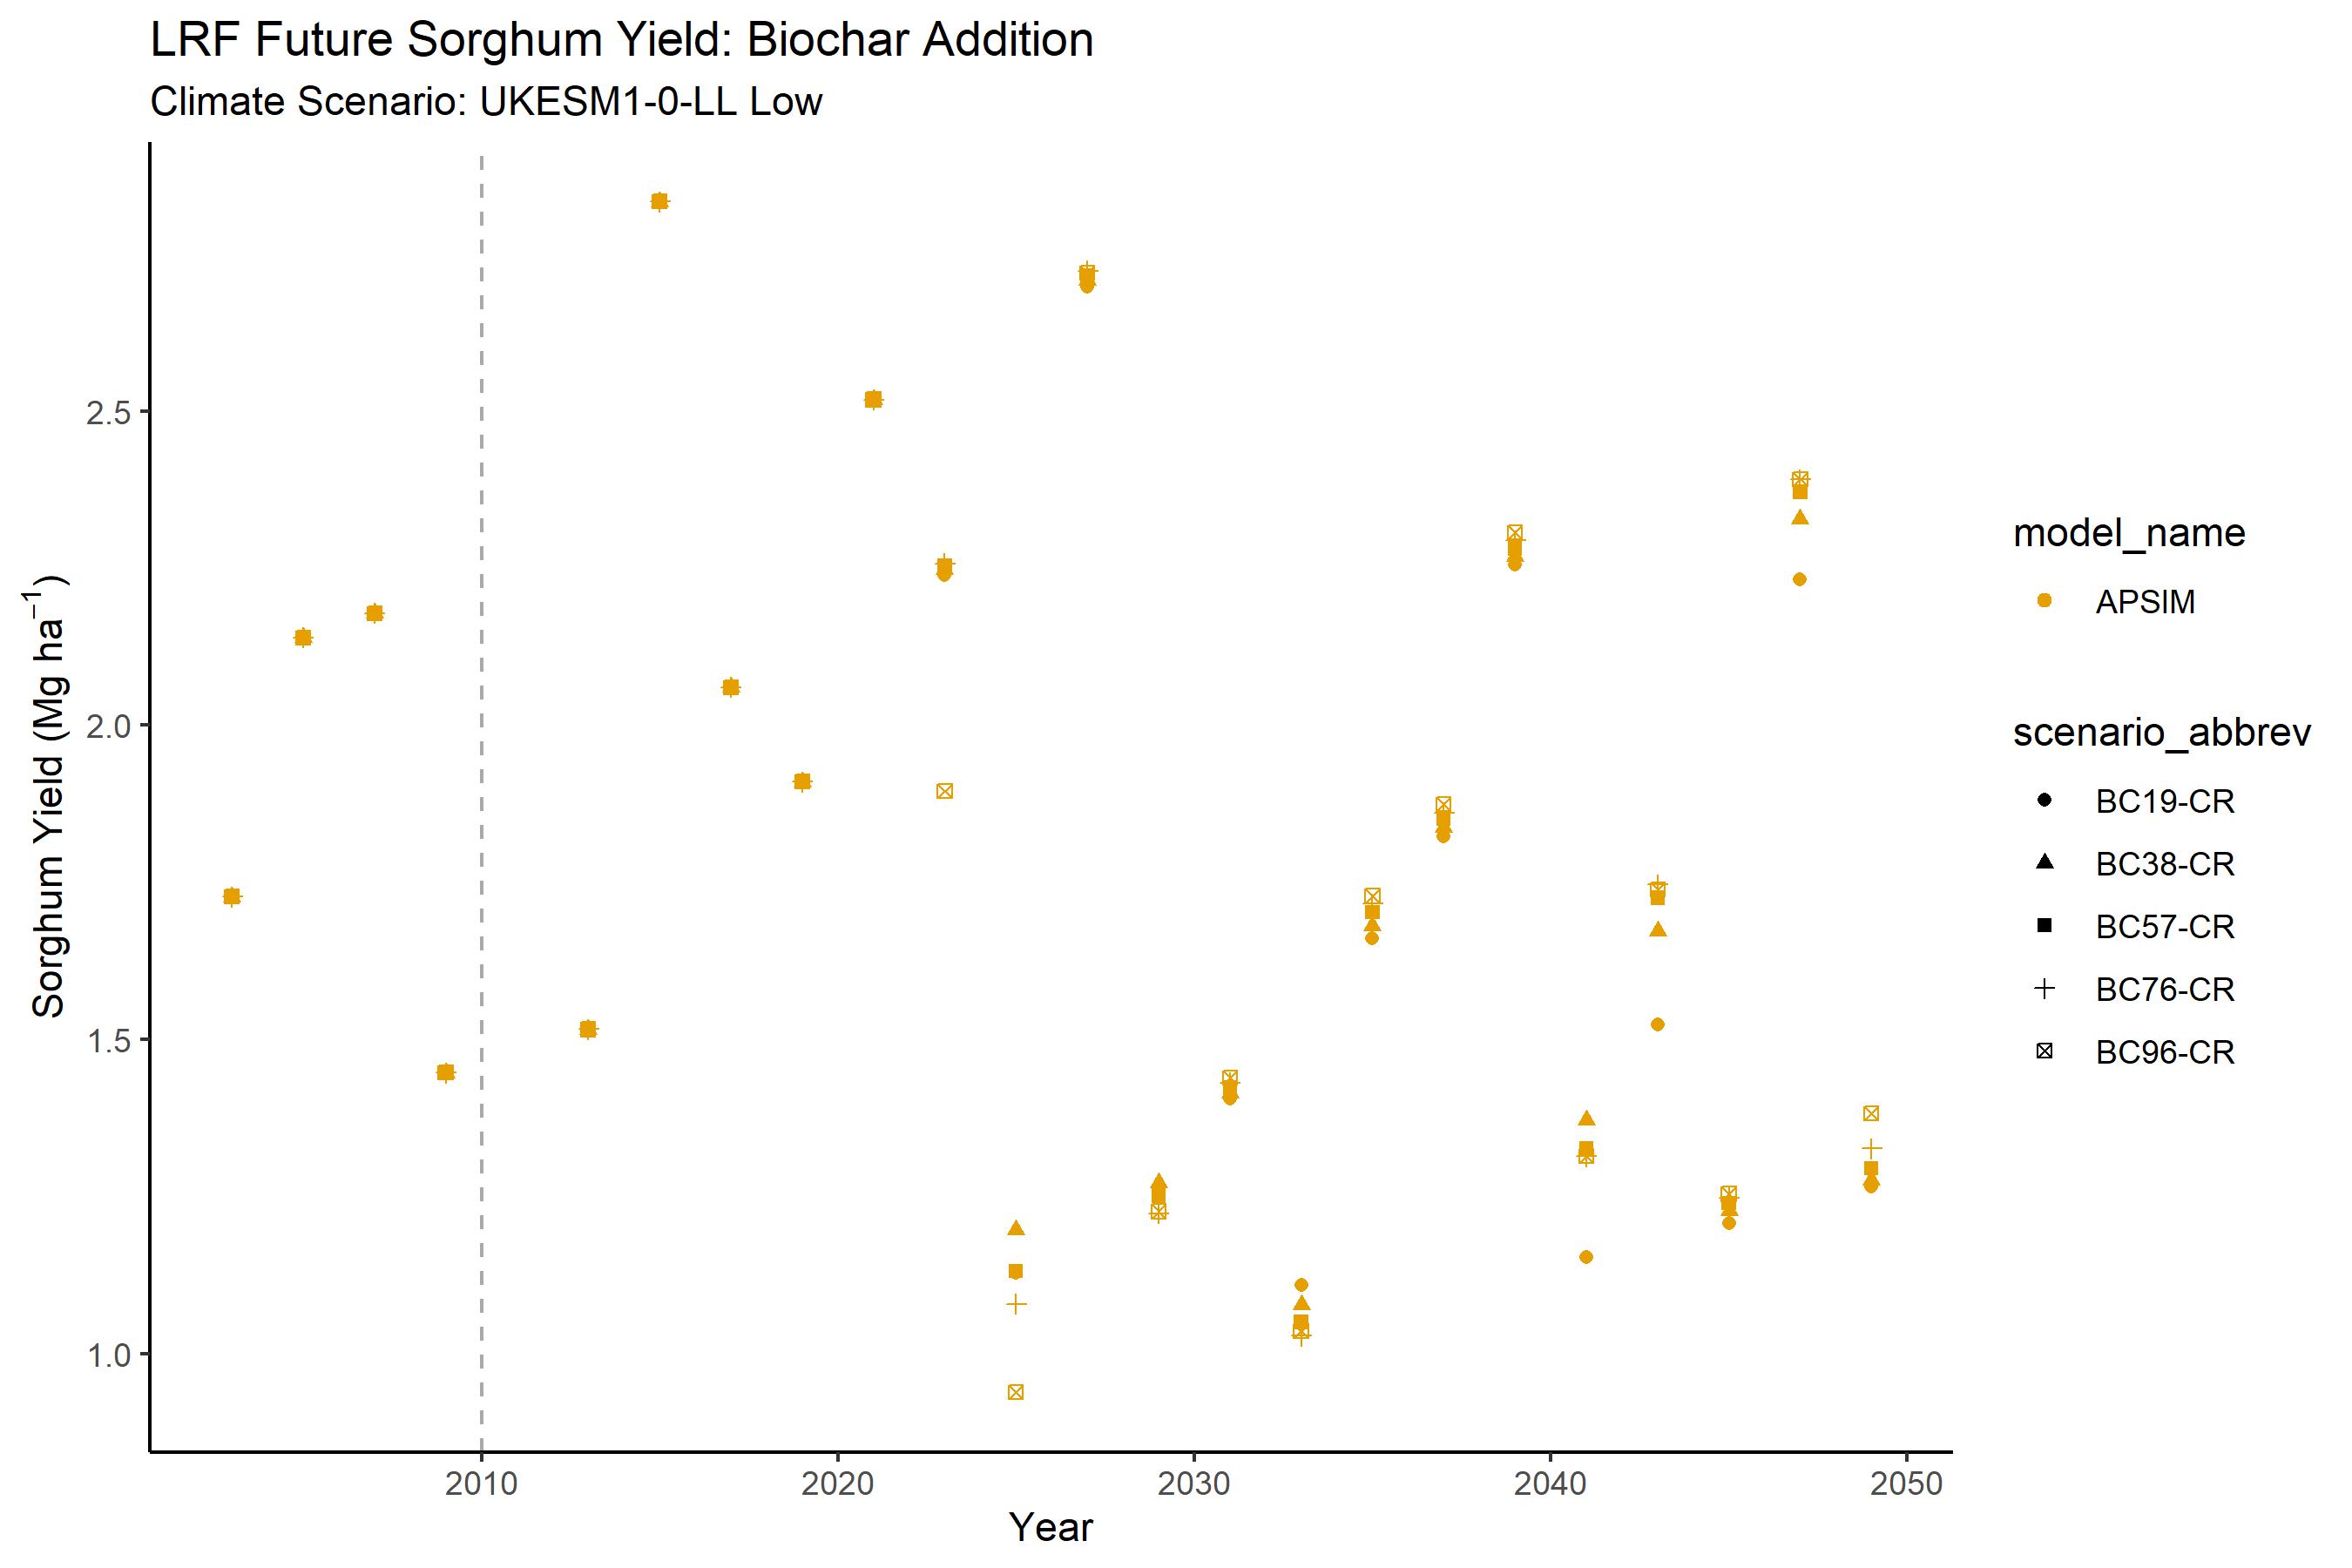 LRF Future Sorghum Yield: Biochar Addition
Climate Scenario: UKESM1-0-LL Low
Sorghum Yield (Mg ha⁻¹)
2.5
2.0
1.5
1.0
2010
2020
2030
2040
2050
Year
model_name
APSIM
scenario_abbrev
BC19-CR
BC38-CR
BC57-CR
BC76-CR
BC96-CR